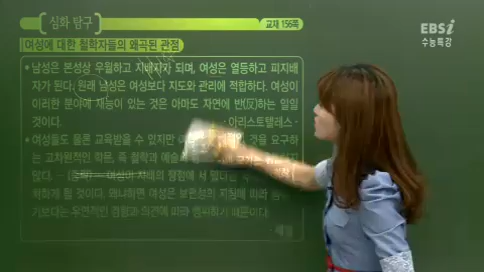 심화 탐구
교재 156쪽
EBSi
수능특강
여성에 대한 철학자들의 왜곡된 관점
• 남성은 본성상 우월하고 지배자가 되며, 여성은 열등하고 피지배
자가 된다. 원래 남성은 여성보다 지도와 관리에 적합하다. 여성이
이러한 분야에 재능이 있는 것은 아마도 자연에 반(反)하는 일일
것이다.
- 아리스토텔레스 -
• 여성들도 물론 교육받을 수 있지만 것을 요구하
는 고차원적인 학문, 즉 철학과 예술
않다. 여성이
하게 될 것이다. 왜냐하면 여성은 보편성의 지침에 따라
기보다는 우연적인 경향과 의견에 따라 행동하기 때문이다.
- 헤겔 -